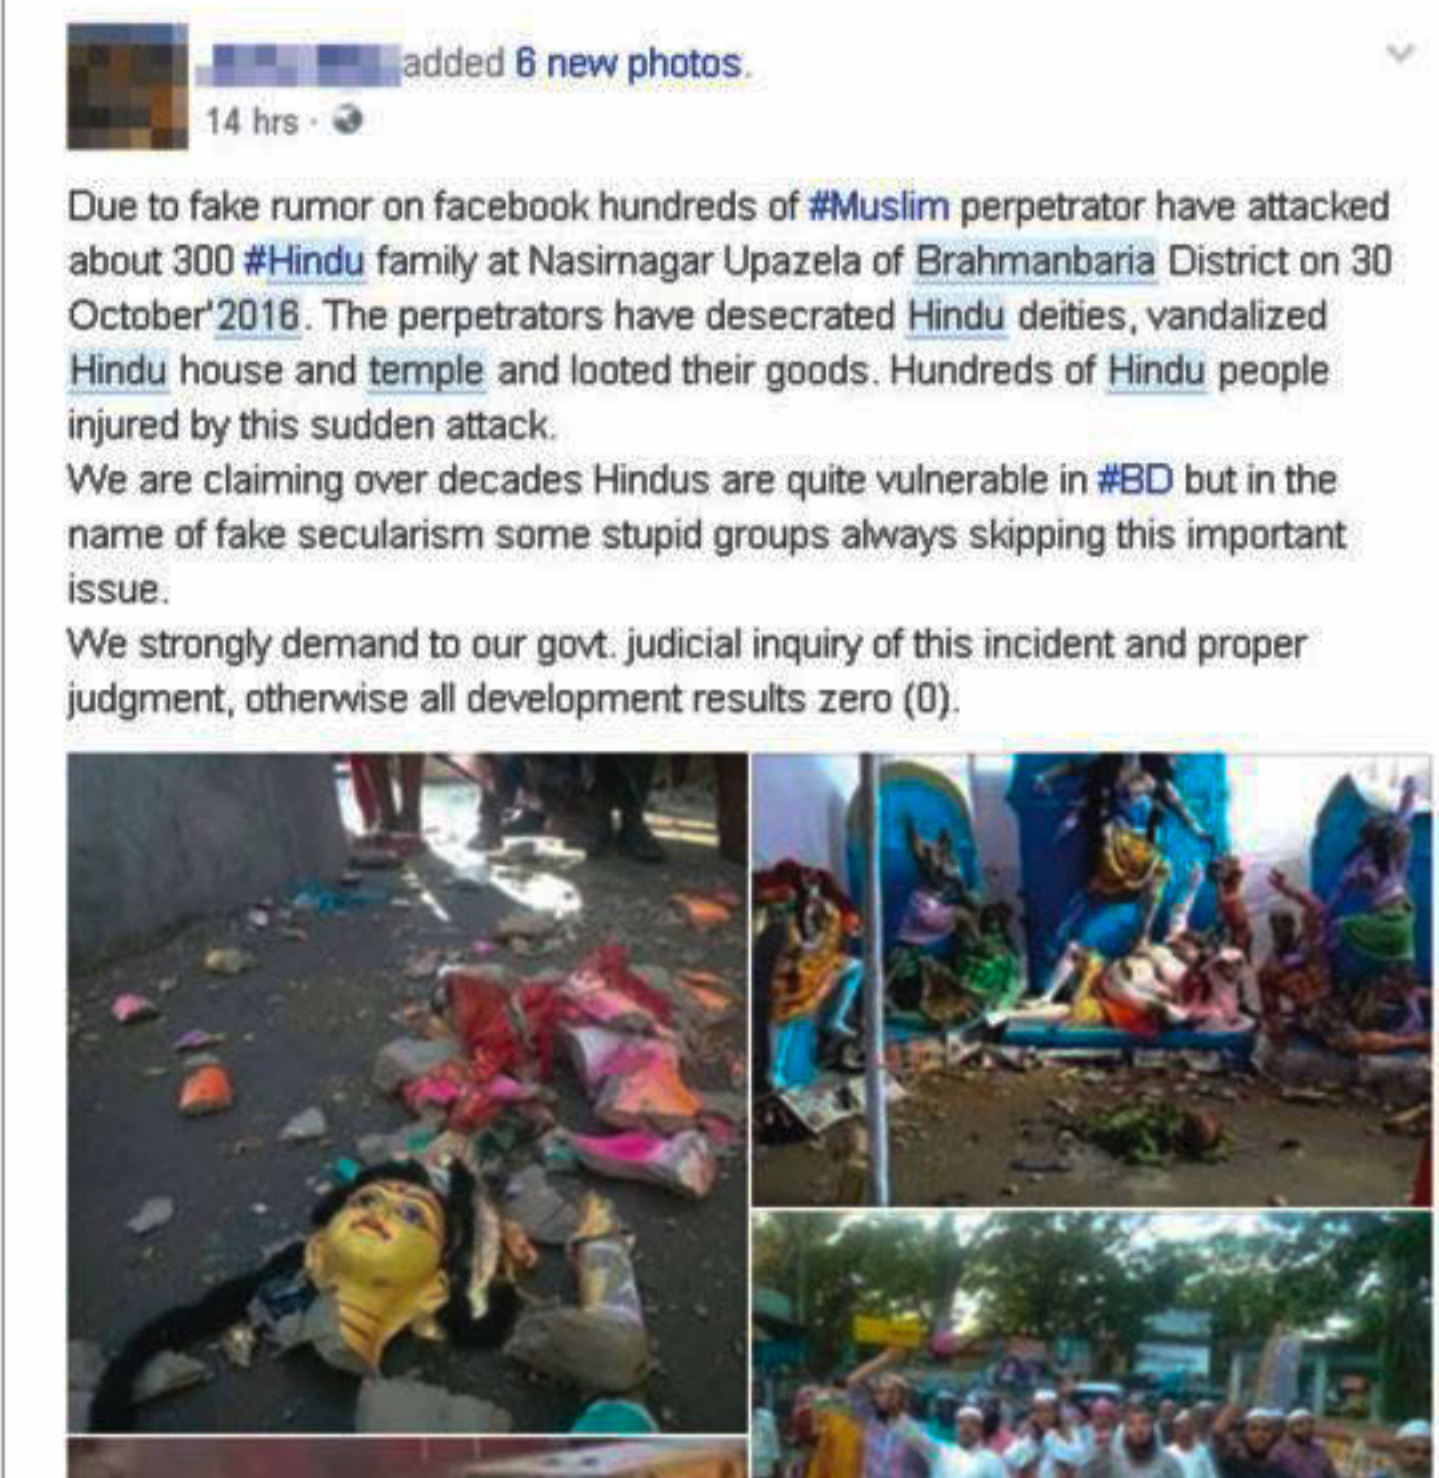 added 6 new photos.
14 hrs ·
Due to fake rumor on facebook hundreds of #Muslim perpetrator have attacked
about 300 #Hindu family at Nasirnagar Upazela of Brahmanbaria District on 30
October'2016. The perpetrators have desecrated Hindu deities, vandalized
Hindu house and temple and looted their goods. Hundreds of Hindu people
injured by this sudden attack.
We are claiming over decades Hindus are quite vulnerable in #BD but in the
name of fake secularism some stupid groups always skipping this important
issue.
We strongly demand to our govt. judicial inquiry of this incident and proper
judgment, otherwise all development results zero (0).